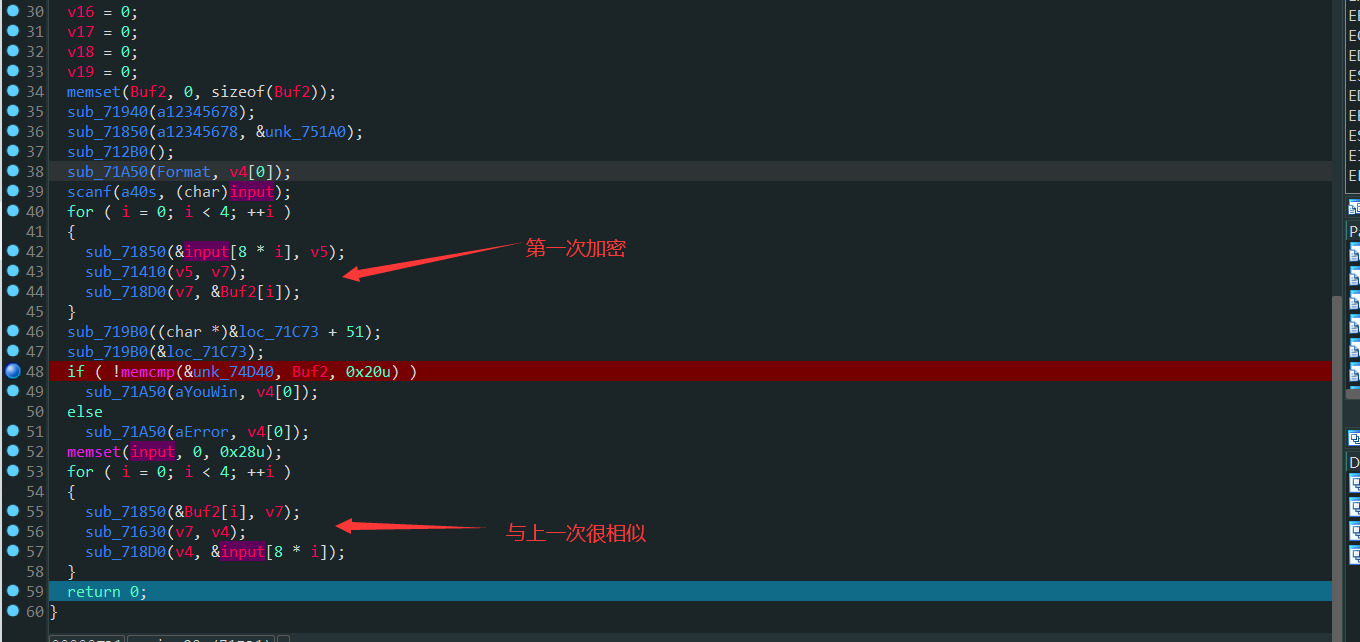 30 v16 = 0;
31 v17 = 0;
32 v18 = 0;
33 v19 = 0;
34 memset(Buf2, 0, sizeof(Buf2));
35 sub_71940(a12345678);
36 sub_71850(a12345678, &unk_751A0);
37 sub_712B0();
38 sub_71A50(Format, v4[0]);
39 scanf(a40s, (char)input);
40 for ( i = 0; i < 4; ++i )
41 {
42 sub_71850(&input[8 * i], v5);
第一次加密
43 sub_71410(v5, v7);
44 sub_718D0(v7, &Buf2[i]);
45 }
46 sub_719B0((char *)&loc_71C73 + 51);
47 sub_719B0(&loc_71C73);
48 if ( !memcmp(&unk_74D40, Buf2, 0x20u) )
49 sub_71A50(aYouWin, v4[0]);
50 else
51 sub_71A50(aError, v4[0]);
52 memset(input, 0, 0x28u);
53 for ( i = 0; i < 4; ++i )
54 {
55 sub_71850(&Buf2[i], v7);
56 sub_71630(v7, v4);
与上一次很相似
57 sub_718D0(v4, &input[8 * i]);
58 }
59 return 0;
60 }